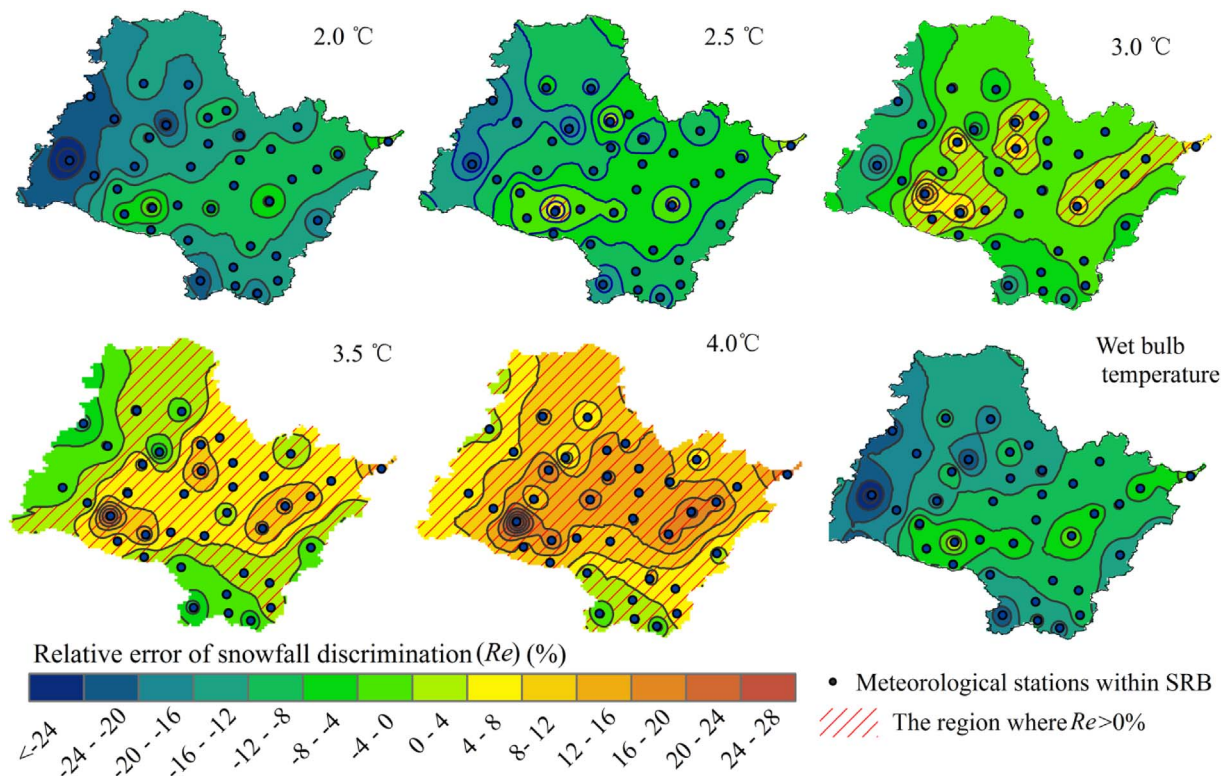 2.0 ℃
2.5 ℃
3.0 ℃
3.5 ℃
4.0℃
Wet bulb
temperature
Relative error of snowfall discrimination (Re) (%)
<-24
-24 - -20
-20 - -16
-16 - -12
-12 - -8
-8 - -4
-4 - 0
0 - 4
4 - 8
8 - 12
12 - 16
16 - 20
20 - 24
24 - 28
Meteorological stations within SRB
The region where Re>0%